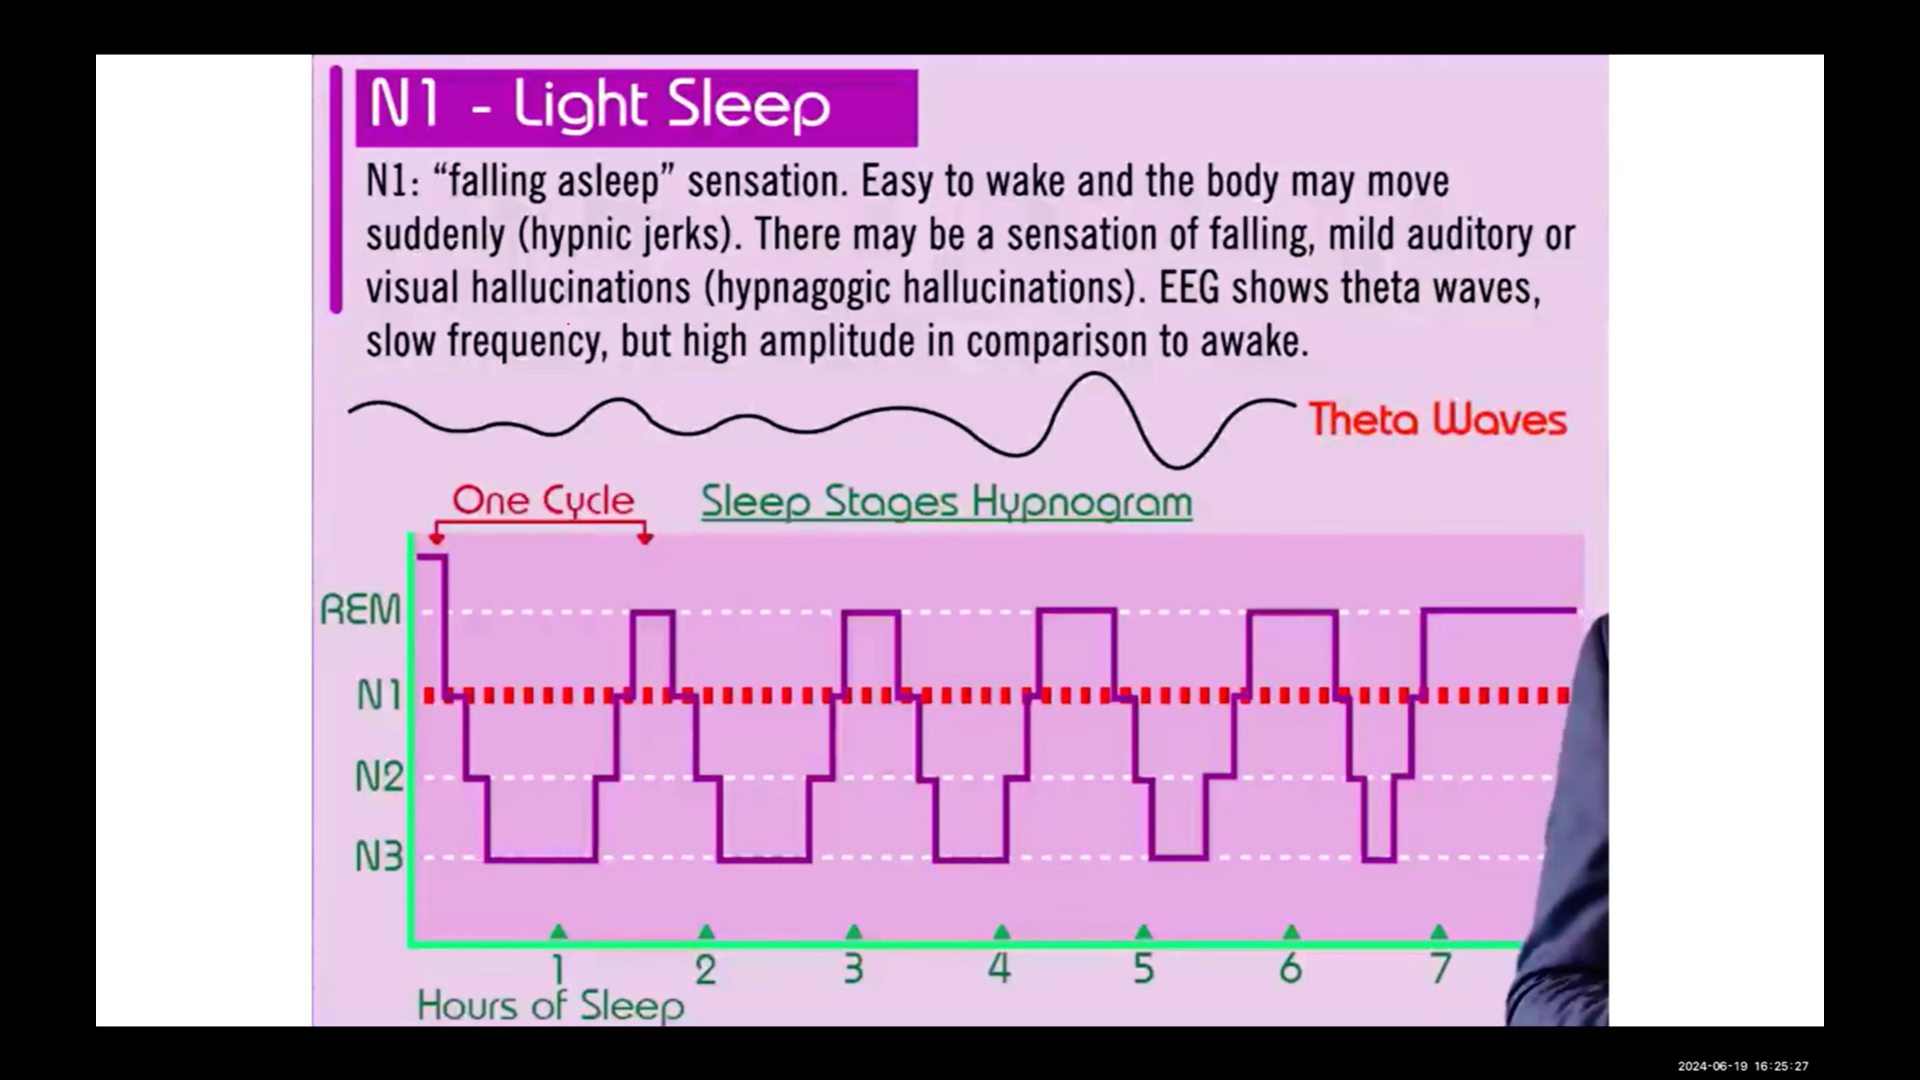 N1 - Light Sleep
N1: “falling asleep” sensation. Easy to wake and the body may move
suddenly (hypnic jerks). There may be a sensation of falling, mild auditory or
visual hallucinations (hypnagogic hallucinations). EEG shows theta waves,
slow frequency, but high amplitude in comparison to awake.
Theta Waves
One Cycle
Sleep Stages Hypnogram
REM
N1
N2
N3
1 2 3 4 5 6 7
Hours of Sleep
2024-06-19 16:25:27